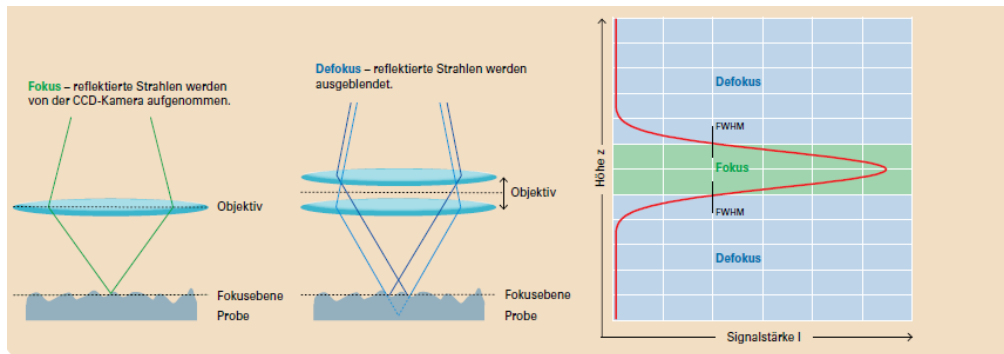 Fokus – reflektierte Strahlen werden
von der CCD-Kamera aufgenommen.
Objektiv
Fokusebene
Probe
Defokus – reflektierte Strahlen werden
ausgeblendet.
Objektiv
Fokusebene
Probe
Höhe z
Defokus
FWHM
Fokus
FWHM
Defokus
Signalstärke I